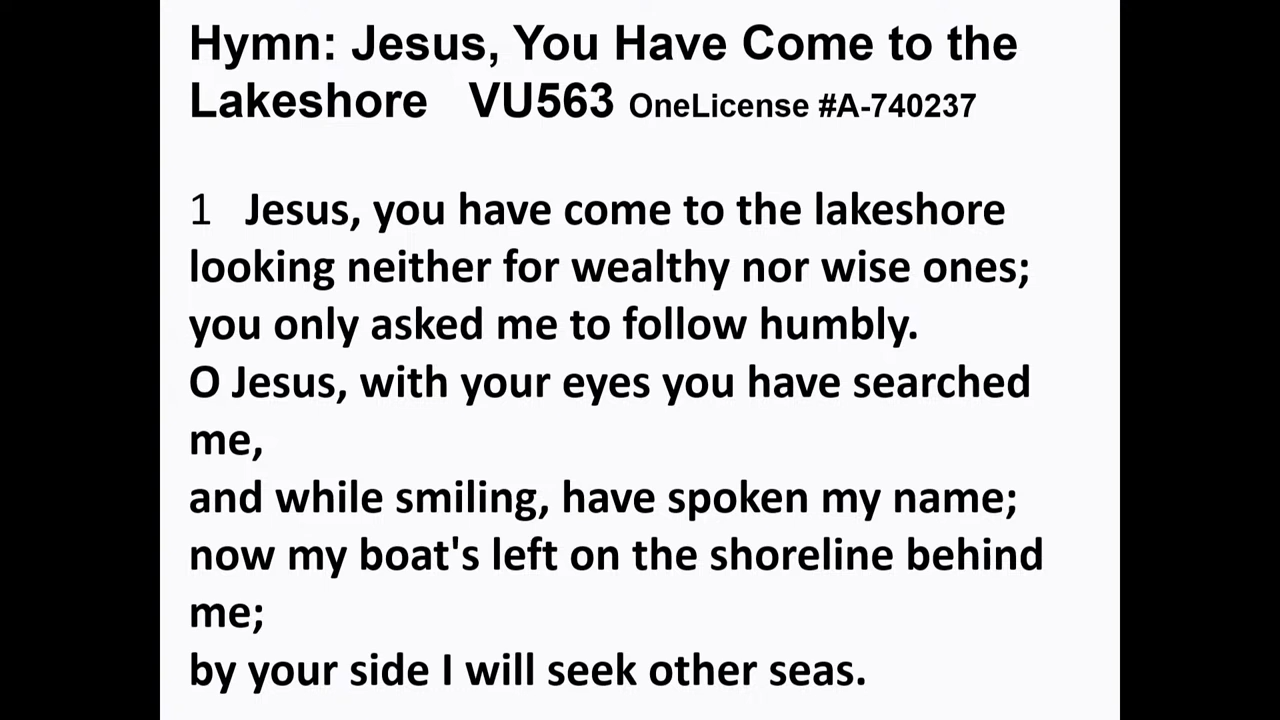 Hymn: Jesus, You Have Come to the
Lakeshore VU563 OneLicense #A-740237
1 Jesus, you have come to the lakeshore
looking neither for wealthy nor wise ones;
you only asked me to follow humbly.
O Jesus, with your eyes you have searched
me,
and while smiling, have spoken my name;
now my boat's left on the shoreline behind
me;
by your side I will seek other seas.